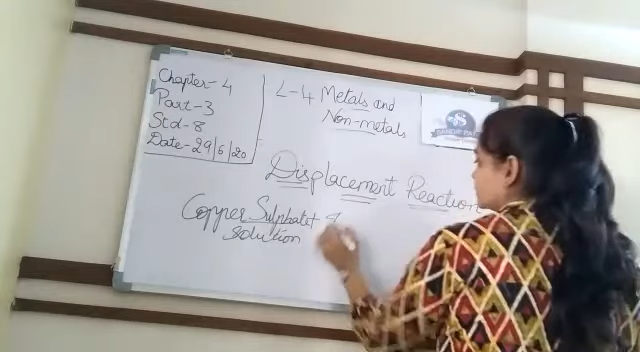 Chapter-4
Part-3
Std-8
Date-29/6/20
L-4 Metals and
Non-metals
Displacement Reaction
Copper Sulphate +
solution